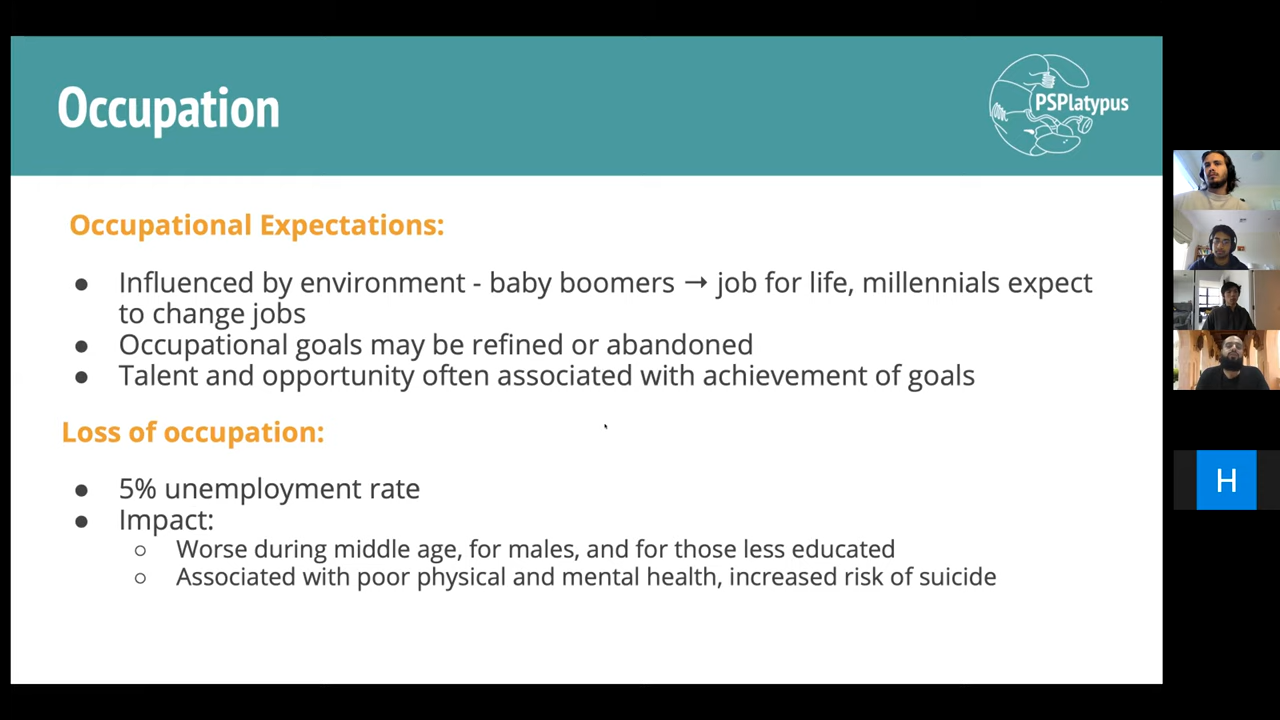 Occupation
PSPlatypus
Occupational Expectations:
● Influenced by environment - baby boomers → job for life, millennials expect
to change jobs
● Occupational goals may be refined or abandoned
● Talent and opportunity often associated with achievement of goals
Loss of occupation:
● 5% unemployment rate
● Impact:
○ Worse during middle age, for males, and for those less educated
○ Associated with poor physical and mental health, increased risk of suicide
H